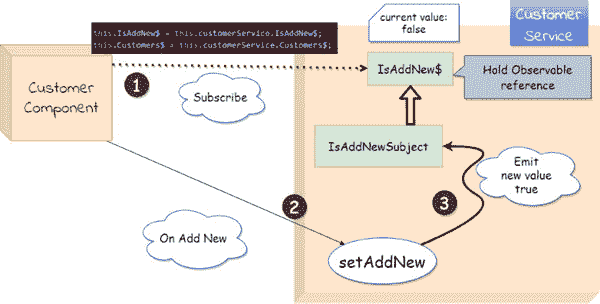 this.IsAddNew$ = this.customerService.IsAddNew$;
this.Customers$ = this.customerService.Customers$;
current value:
false
Customer
Service
Customer
Component
1
IsAddNew$
Hold Observable
reference
Subscribe
IsAddNewSubject
Emit
new value
true
2
3
On Add New
setAddNew